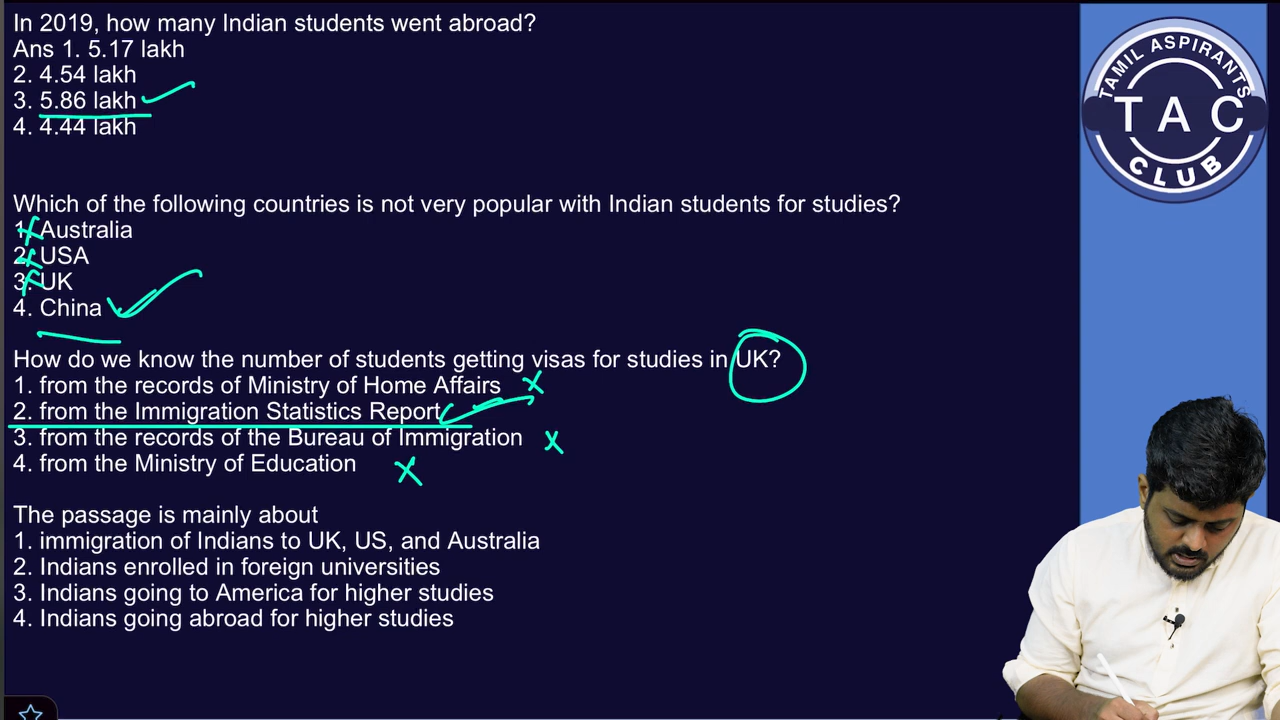 In 2019, how many Indian students went abroad?
Ans 1. 5.17 lakh
2. 4.54 lakh
3. 5.86 lakh
4. 4.44 lakh
Which of the following countries is not very popular with Indian students for studies?
1. Australia
2. USA
3. UK
4. China
How do we know the number of students getting visas for studies in UK?
1. from the records of Ministry of Home Affairs
2. from the Immigration Statistics Report
3. from the records of the Bureau of Immigration
4. from the Ministry of Education
The passage is mainly about
1. immigration of Indians to UK, US, and Australia
2. Indians enrolled in foreign universities
3. Indians going to America for higher studies
4. Indians going abroad for higher studies
TAMIL ASPIRANTS
TAC
CLUB